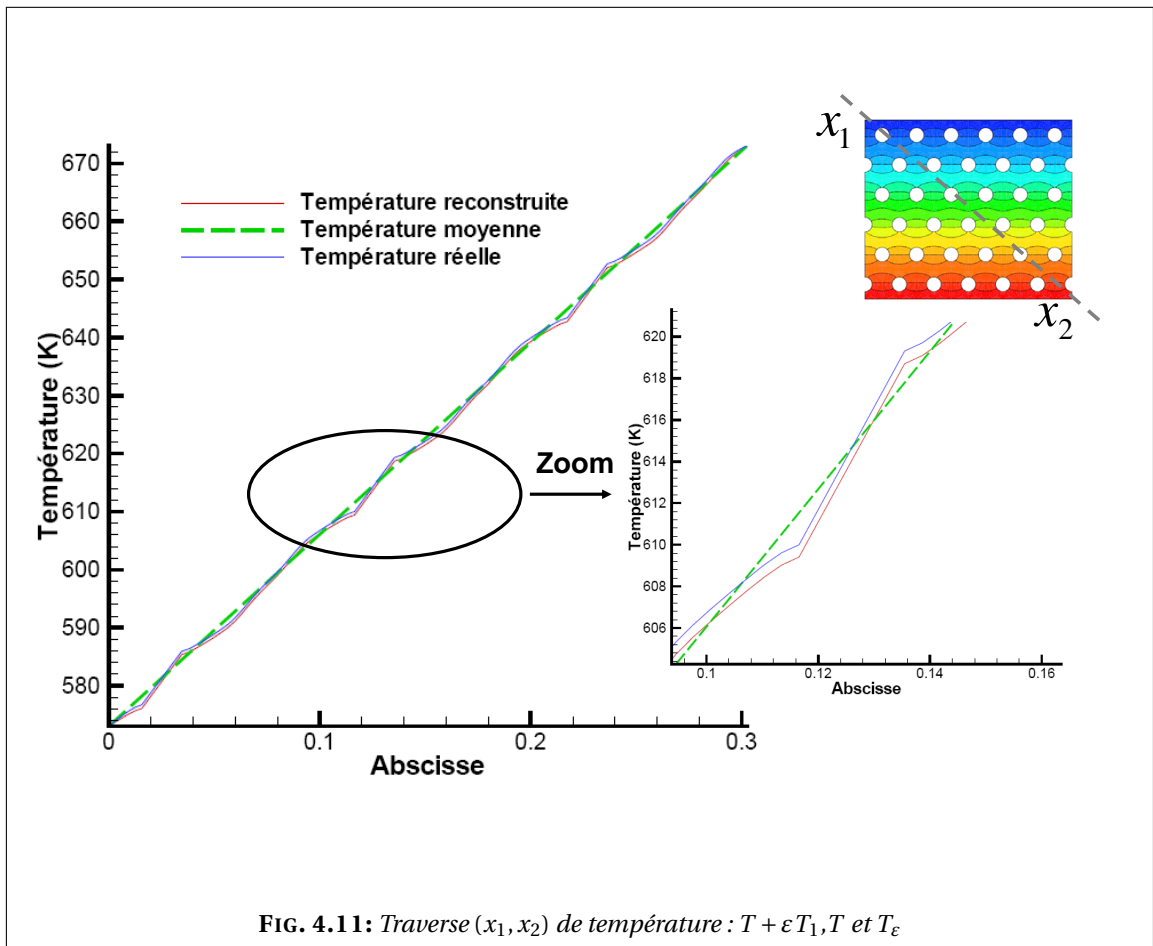 x1
x2
670
660
650
640
630
620
610
600
590
580
Température (K)
0
0.1
0.2
0.3
Abscisse
Température reconstruite
Température moyenne
Température réelle
Zoom
620
618
616
614
612
610
608
606
Température (K)
0.1
0.12
0.14
0.16
Abscisse
FIG. 4.11: Traverse (x₁, x₂) de température : T + εT₁, T et Tε